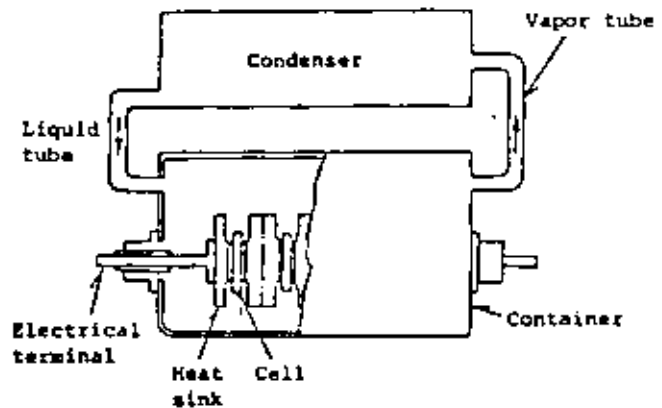 Vapor tube
Condenser
Liquid
tube
Electrical
terminal
Heat
sink
Cell
Container